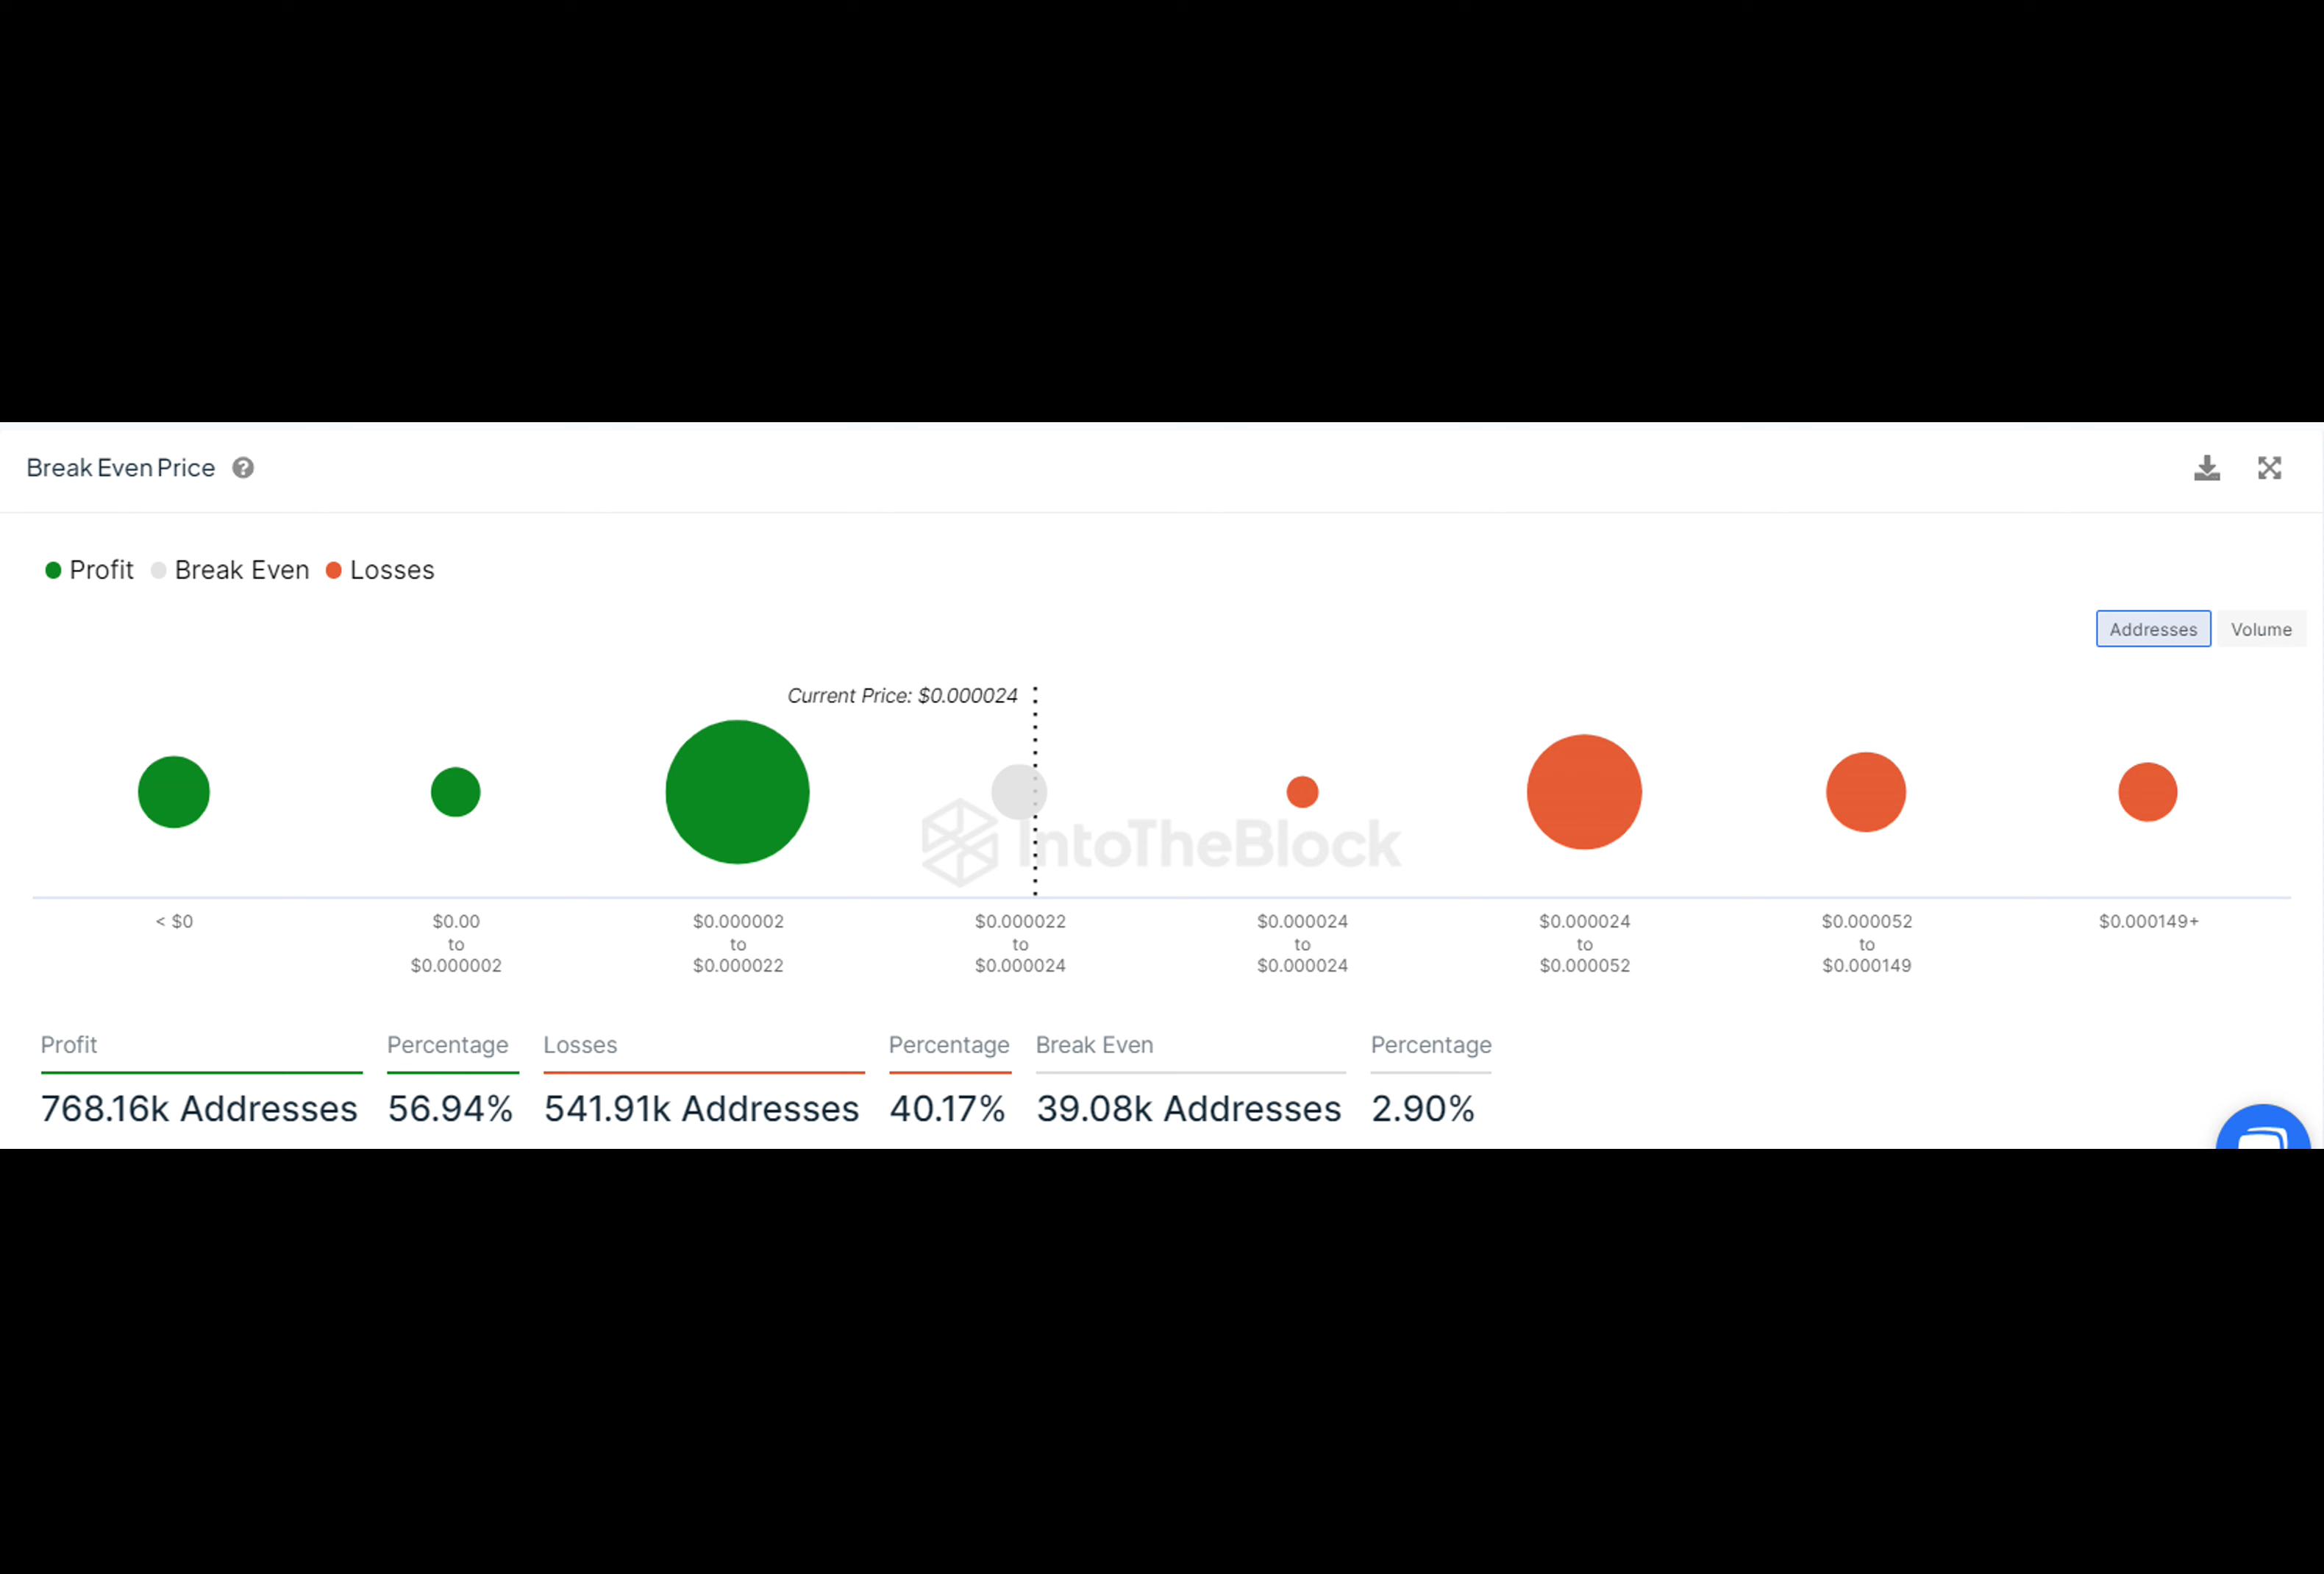 Break Even Price
Profit Break Even Losses
Addresses Volume
Current Price: $0.000024
IntoTheBlock
< $0
$0.00
to
$0.000002
$0.000002
to
$0.000022
$0.000022
to
$0.000024
$0.000024
to
$0.000024
$0.000024
to
$0.000052
$0.000052
to
$0.000149
$0.000149+
Profit Percentage Losses Percentage Break Even Percentage
768.16k Addresses 56.94% 541.91k Addresses 40.17% 39.08k Addresses 2.90%